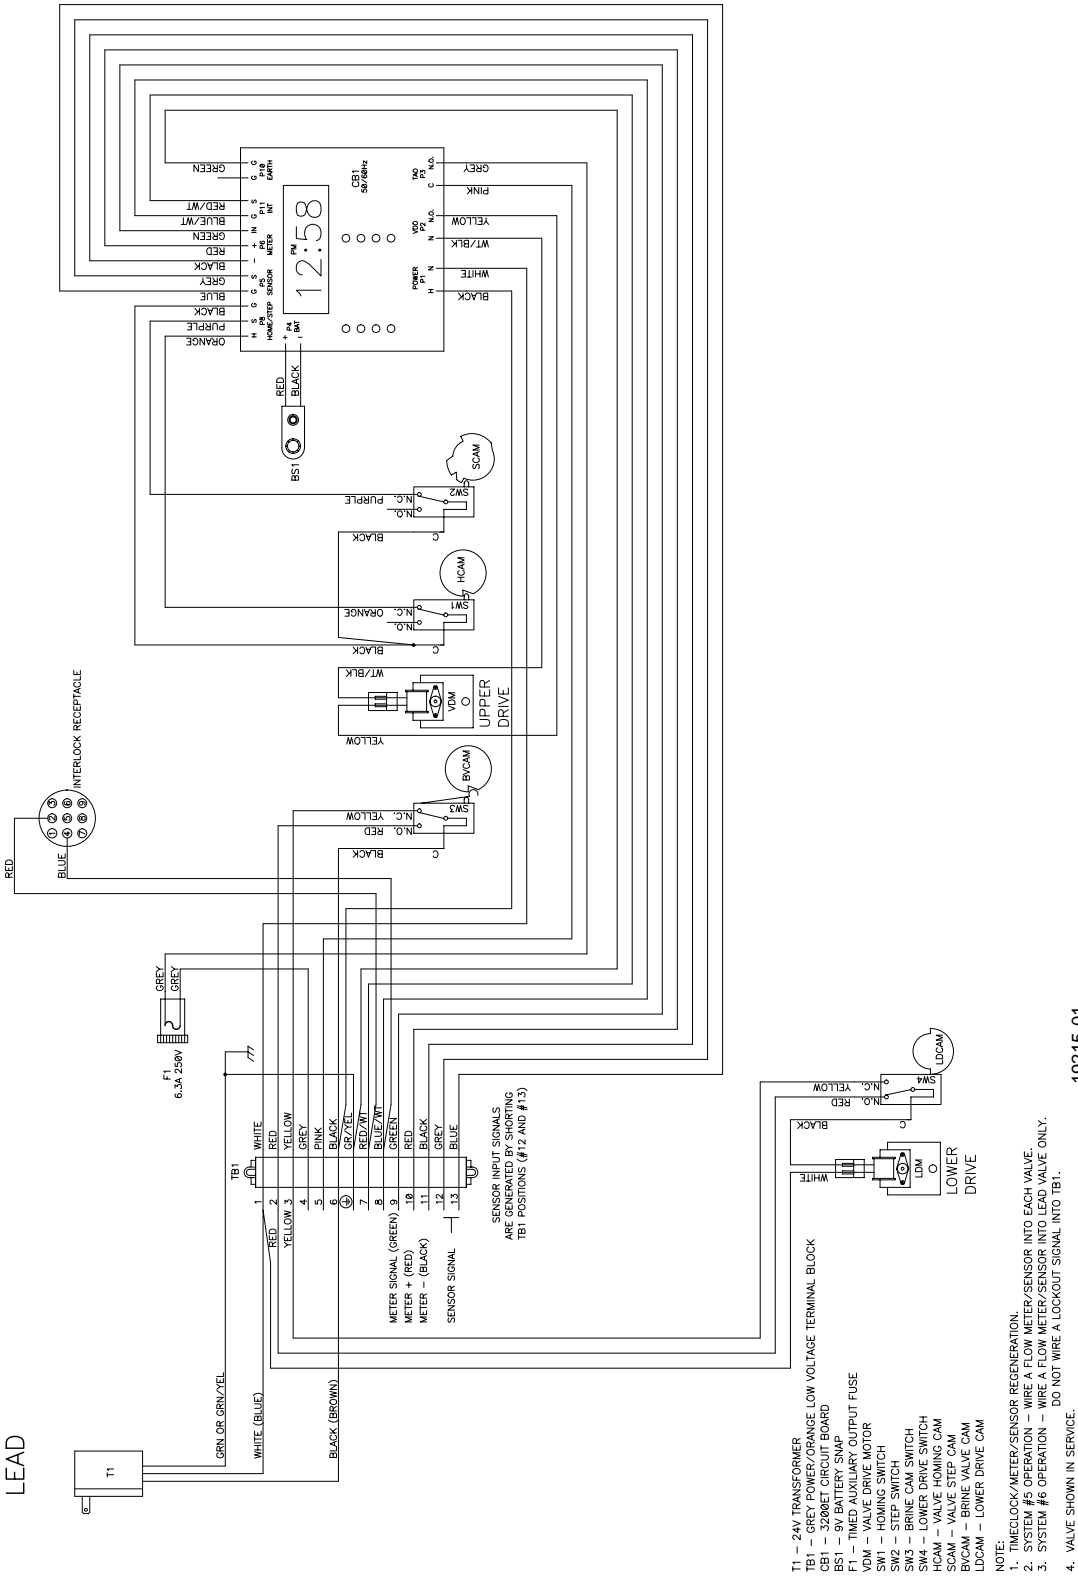 LEAD
T1
GRN OR GRN/YEL
WHITE (BLUE)
BLACK (BROWN)
F1
6.3A 250V
GREY
GREY
RED
BLUE
INTERLOCK RECEPTACLE
1 2 3
4 5 6
7 8 9
TB1
1 WHITE
2 RED
3 YELLOW
4 GREY
5 PINK
6 BLACK
GR/YEL
7 RED/WT
8 BLUE/WT
9 GREEN
10 RED
11 BLACK
12 GREY
13 BLUE
RED
YELLOW
METER SIGNAL (GREEN)
METER + (RED)
METER – (BLACK)
SENSOR SIGNAL
SENSOR INPUT SIGNALS
ARE GENERATED BY SHORTING
TB1 POSITIONS (#12 AND #13)
BLACK
RED
YELLOW
N.O.
N.C.
C
SW3
BVCAM
YELLOW
WT/BLK
VDM
UPPER
DRIVE
BLACK
ORANGE
N.O.
N.C.
C
SW1
HCAM
BLACK
PURPLE
N.O.
N.C.
C
SW2
SCAM
BS1
RED
BLACK
+ –
P4
BAT
ORANGE
PURPLE
BLACK
BLUE
GREY
BLACK
RED
GREEN
BLUE/WT
RED/WT
GREEN
H S G G S – + IN G S G G
P8
HOME/STEP
P5
SENSOR
P6
METER
P11
INT
P10
EARTH
PM
12:58
CB1
50/60Hz
POWER
P1
H N
VDO
P2
N N.O.
TAO
P3
C N.O.
BLACK
WHITE
WT/BLK
YELLOW
PINK
GREY
WHITE
BLACK
LDM
LOWER
DRIVE
RED
YELLOW
N.O.
N.C.
C
SW4
LDCAM
T1 – 24V TRANSFORMER
TB1 – GREY POWER/ORANGE LOW VOLTAGE TERMINAL BLOCK
CB1 – 3200ET CIRCUIT BOARD
BS1 – 9V BATTERY SNAP
F1 – TIMED AUXILIARY OUTPUT FUSE
VDM – VALVE DRIVE MOTOR
SW1 – HOMING SWITCH
SW2 – STEP SWITCH
SW3 – BRINE CAM SWITCH
SW4 – LOWER DRIVE SWITCH
HCAM – VALVE HOMING CAM
SCAM – VALVE STEP CAM
BVCAM – BRINE VALVE CAM
LDCAM – LOWER DRIVE CAM
NOTE:
1. TIMECLOCK/METER/SENSOR REGENERATION.
2. SYSTEM #5 OPERATION – WIRE A FLOW METER/SENSOR INTO EACH VALVE.
3. SYSTEM #6 OPERATION – WIRE A FLOW METER/SENSOR INTO LEAD VALVE ONLY.
DO NOT WIRE A LOCKOUT SIGNAL INTO TB1.
4. VALVE SHOWN IN SERVICE.